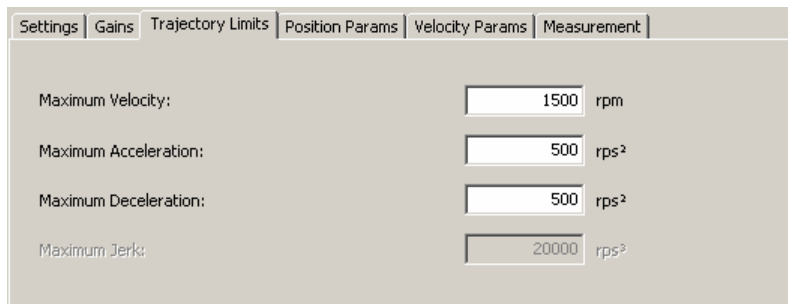 Settings Gains Trajectory Limits Position Params Velocity Params Measurement
Maximum Velocity: 1500 rpm
Maximum Acceleration: 500 rps²
Maximum Deceleration: 500 rps²
Maximum Jerk: 20000 rps³